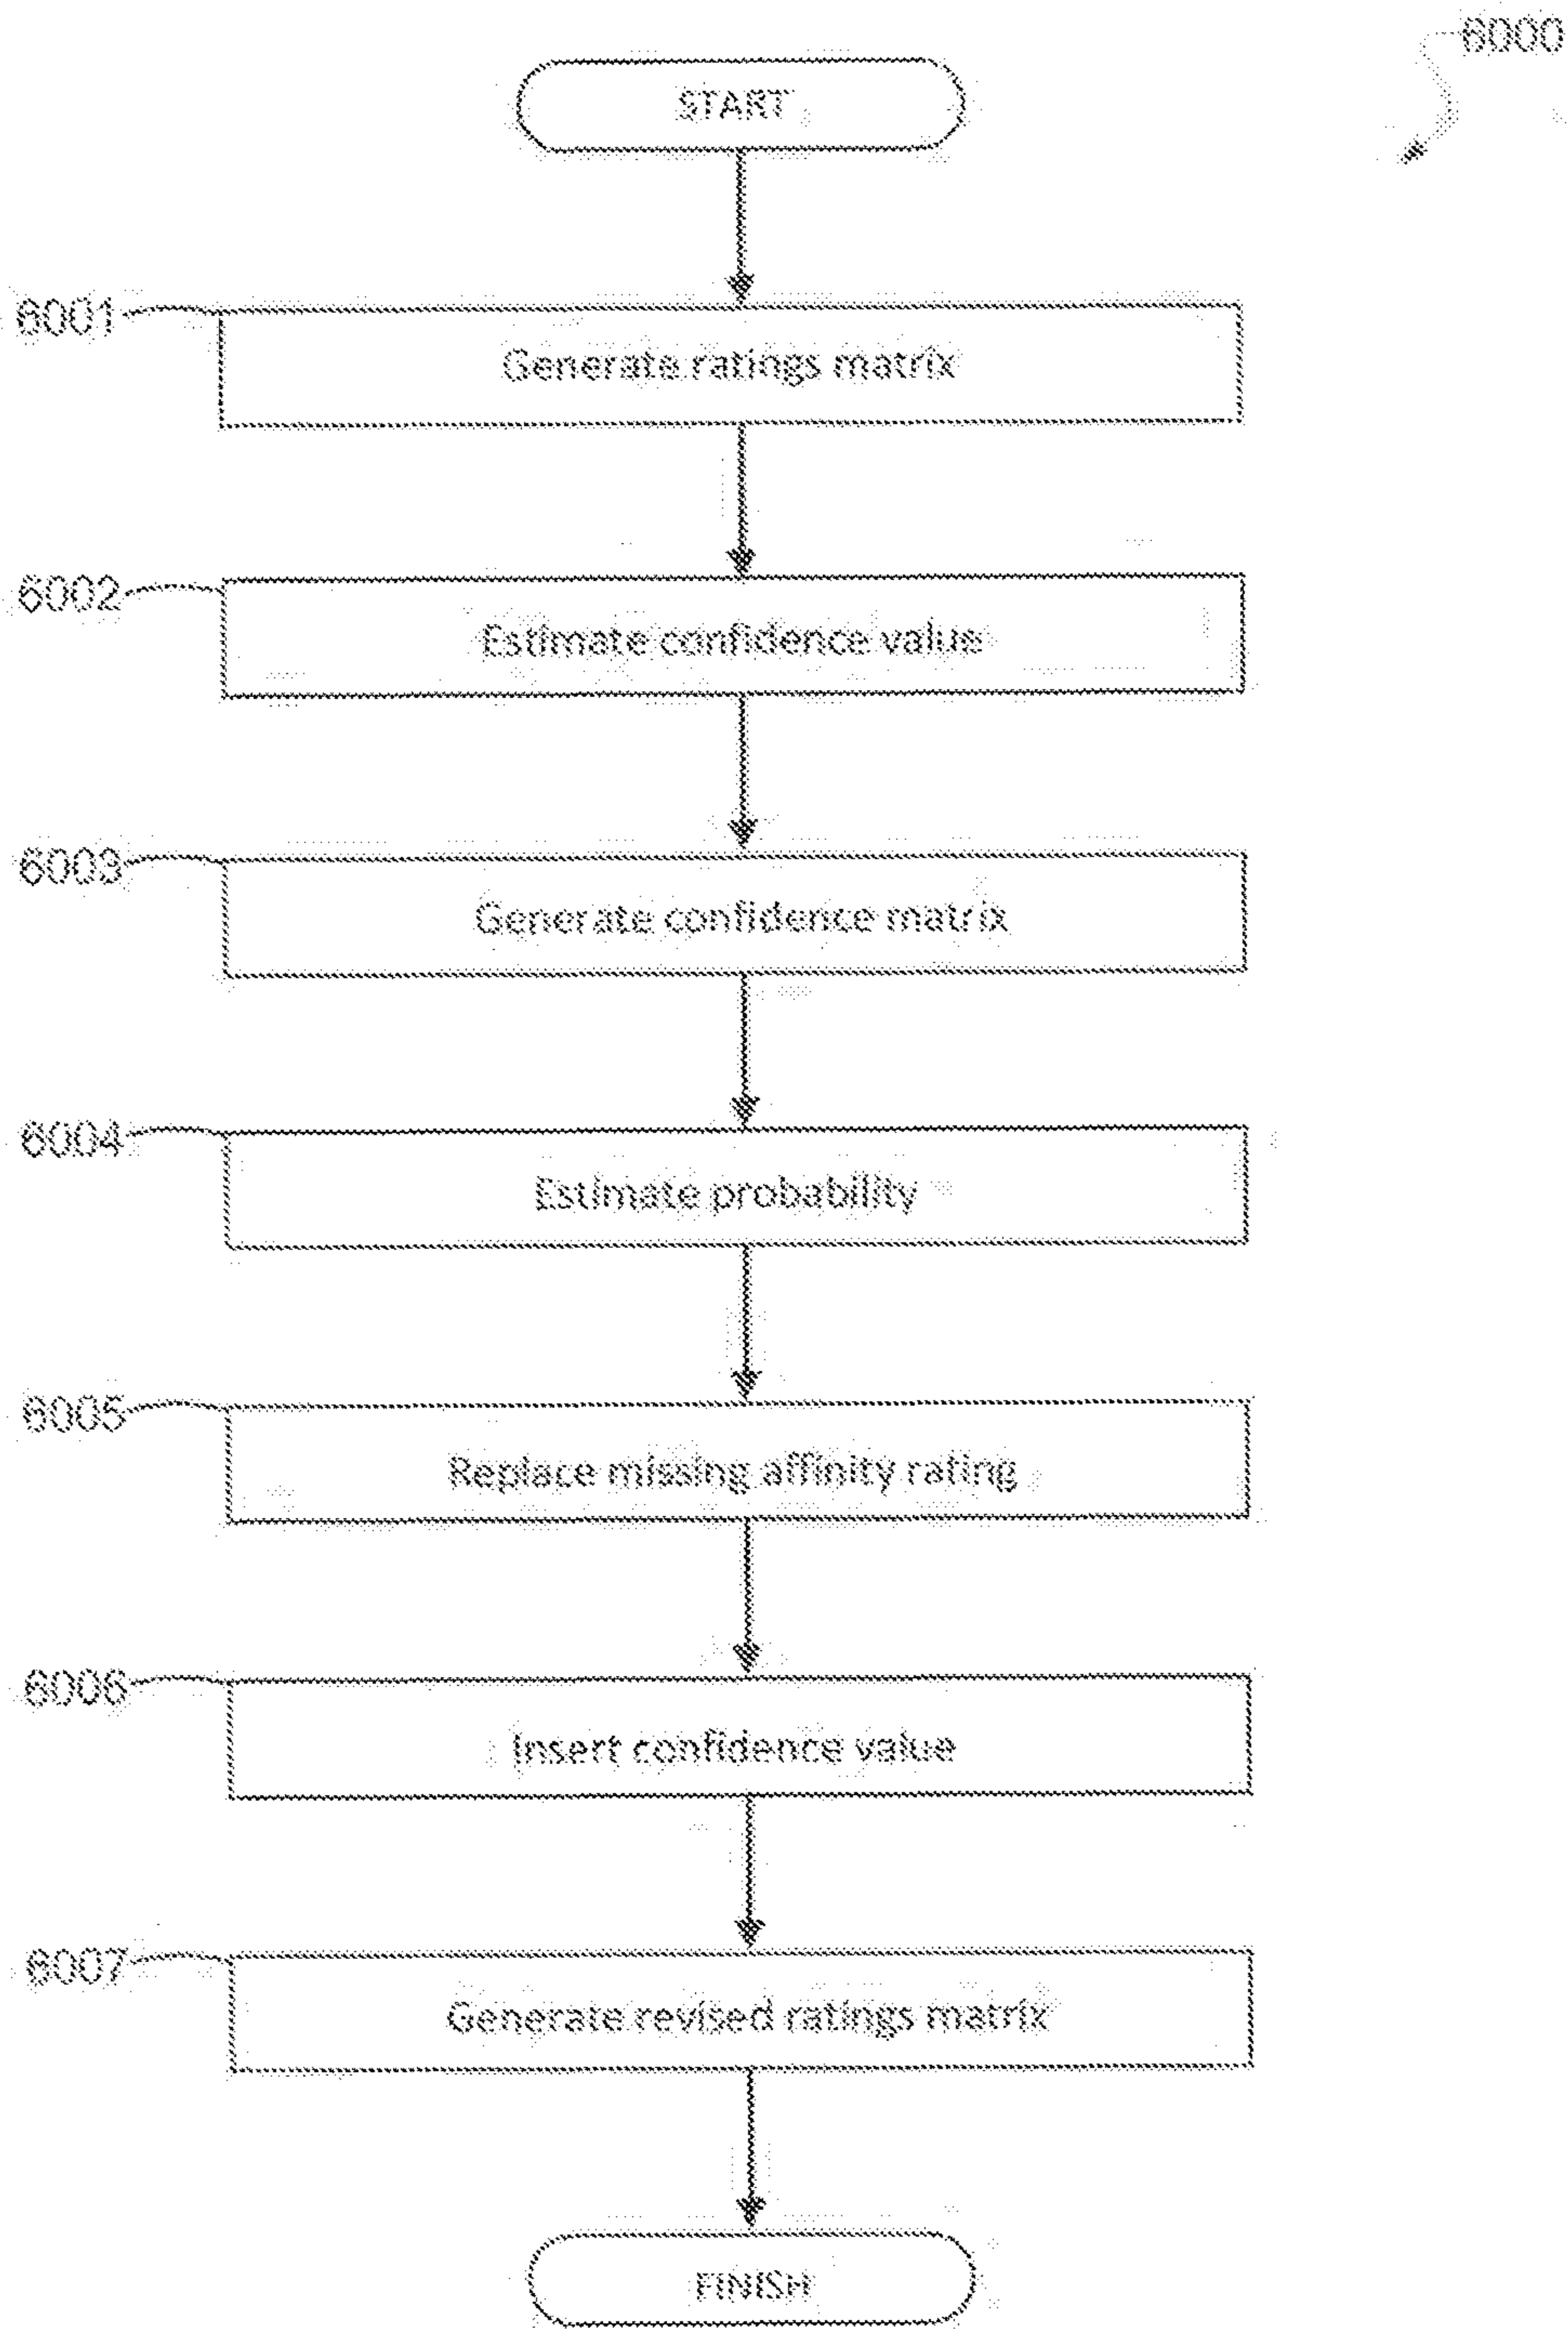 6000
START
6001
Generate ratings matrix
6002
Estimate confidence value
6003
Generate confidence matrix
6004
Estimate probability
6005
Replace missing affinity rating
6006
Insert confidence value
6007
Generate revised ratings matrix
FINISH